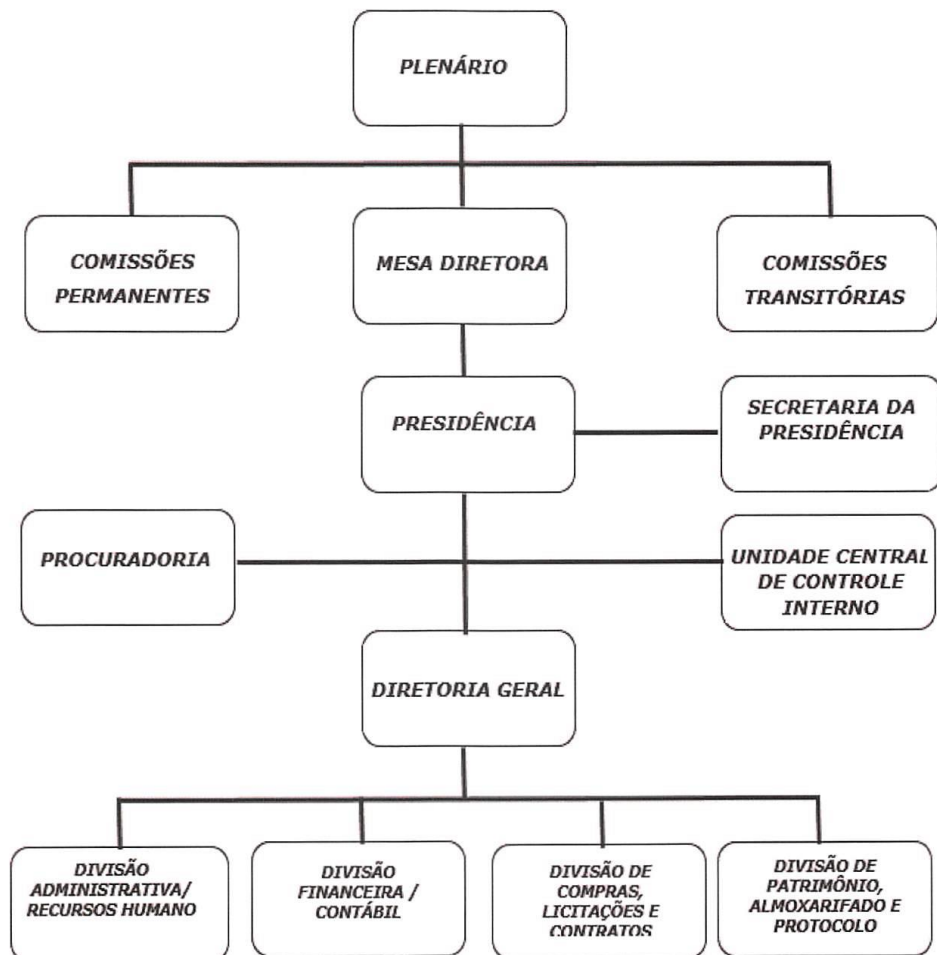 PLENÁRIO
COMISSÕES
PERMANENTES
MESA DIRETORA
COMISSÕES
TRANSITÓRIAS
PRESIDÊNCIA
SECRETARIA DA
PRESIDÊNCIA
PROCURADORIA
UNIDADE CENTRAL
DE CONTROLE
INTERNO
DIRETORIA GERAL
DIVISÃO
ADMINISTRATIVA/
RECURSOS HUMANO
DIVISÃO
FINANCEIRA /
CONTÁBIL
DIVISÃO DE
COMPRAS,
LICITAÇÕES E
CONTRATOS
DIVISÃO DE
PATRIMÔNIO,
ALMOXARIFADO E
PROTOCOLO